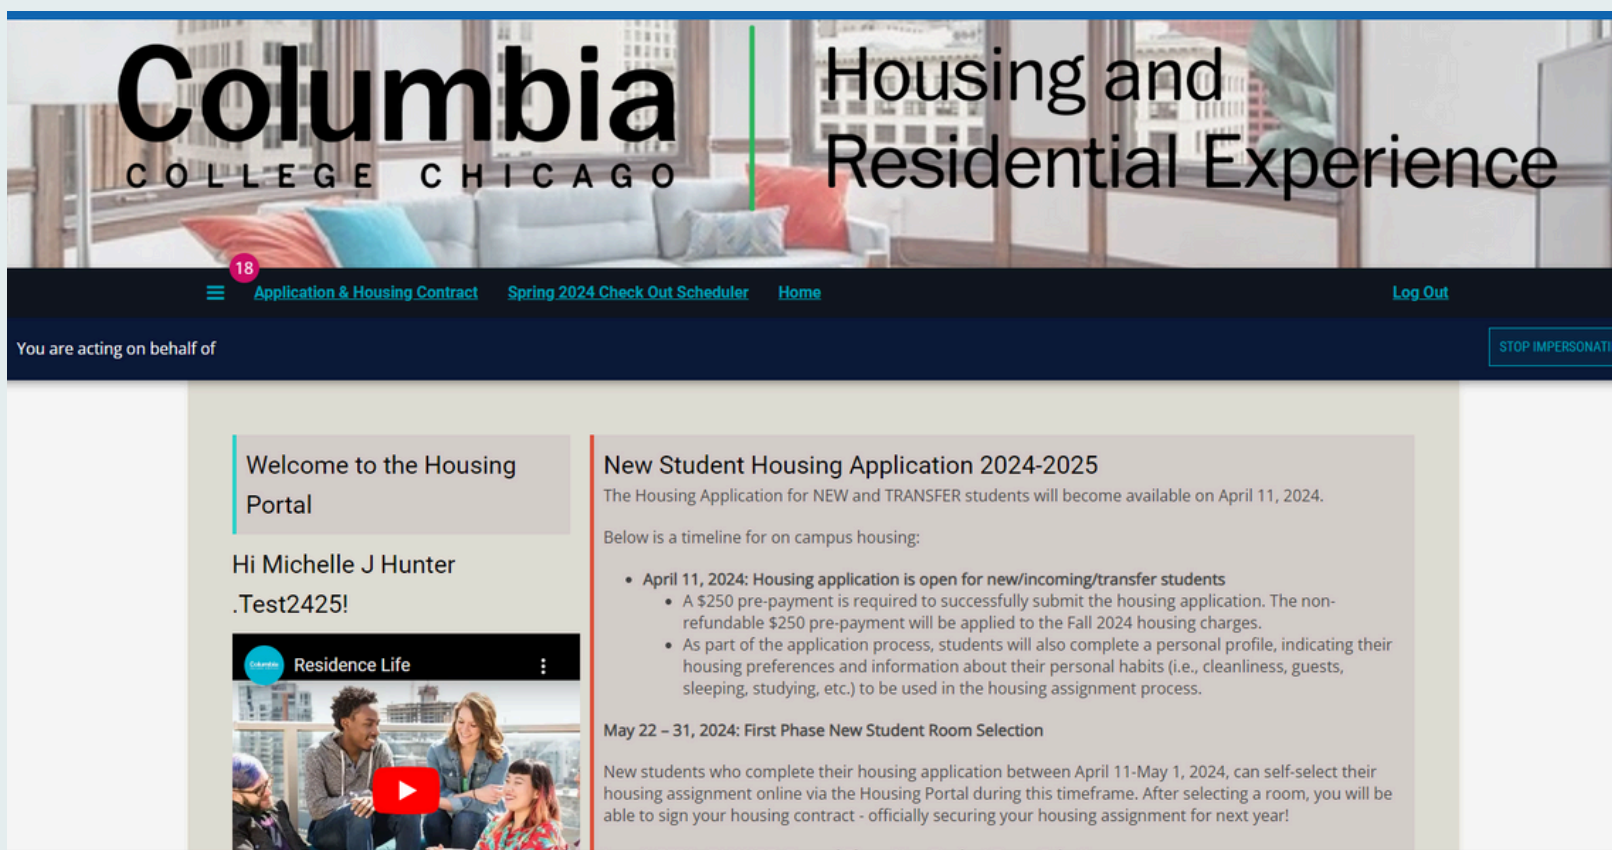 Columbia
COLLEGE CHICAGO
Housing and
Residential Experience
18
Application & Housing Contract Spring 2024 Check Out Scheduler Home Log Out
You are acting on behalf of
STOP IMPERSONATI
Welcome to the Housing
Portal
Hi Michelle J Hunter
.Test2425!
Columbia
Residence Life
New Student Housing Application 2024-2025
The Housing Application for NEW and TRANSFER students will become available on April 11, 2024.
Below is a timeline for on campus housing:
• April 11, 2024: Housing application is open for new/incoming/transfer students
• A $250 pre-payment is required to successfully submit the housing application. The non-
refundable $250 pre-payment will be applied to the Fall 2024 housing charges.
• As part of the application process, students will also complete a personal profile, indicating their
housing preferences and information about their personal habits (i.e., cleanliness, guests,
sleeping, studying, etc.) to be used in the housing assignment process.
May 22 – 31, 2024: First Phase New Student Room Selection
New students who complete their housing application between April 11-May 1, 2024, can self-select their
housing assignment online via the Housing Portal during this timeframe. After selecting a room, you will be
able to sign your housing contract - officially securing your housing assignment for next year!